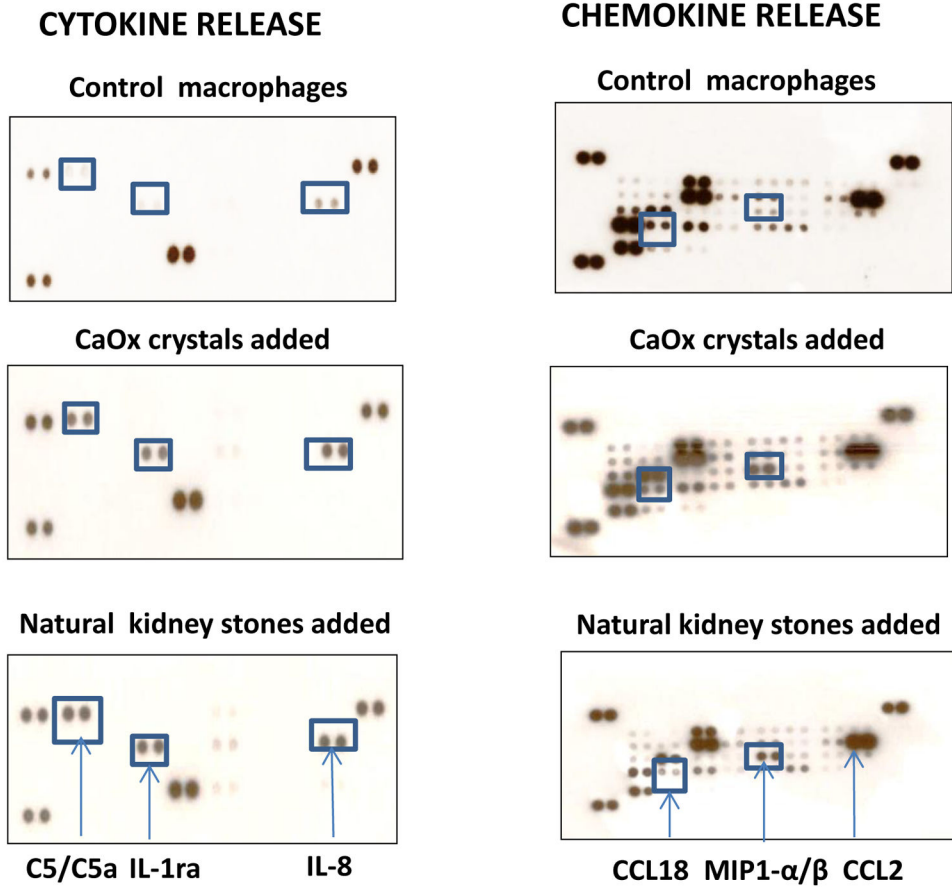 CYTOKINE RELEASE
CHEMOKINE RELEASE
Control macrophages
Control macrophages
CaOx crystals added
CaOx crystals added
Natural kidney stones added
Natural kidney stones added
C5/C5a IL-1ra IL-8
CCL18 MIP1-α/β CCL2